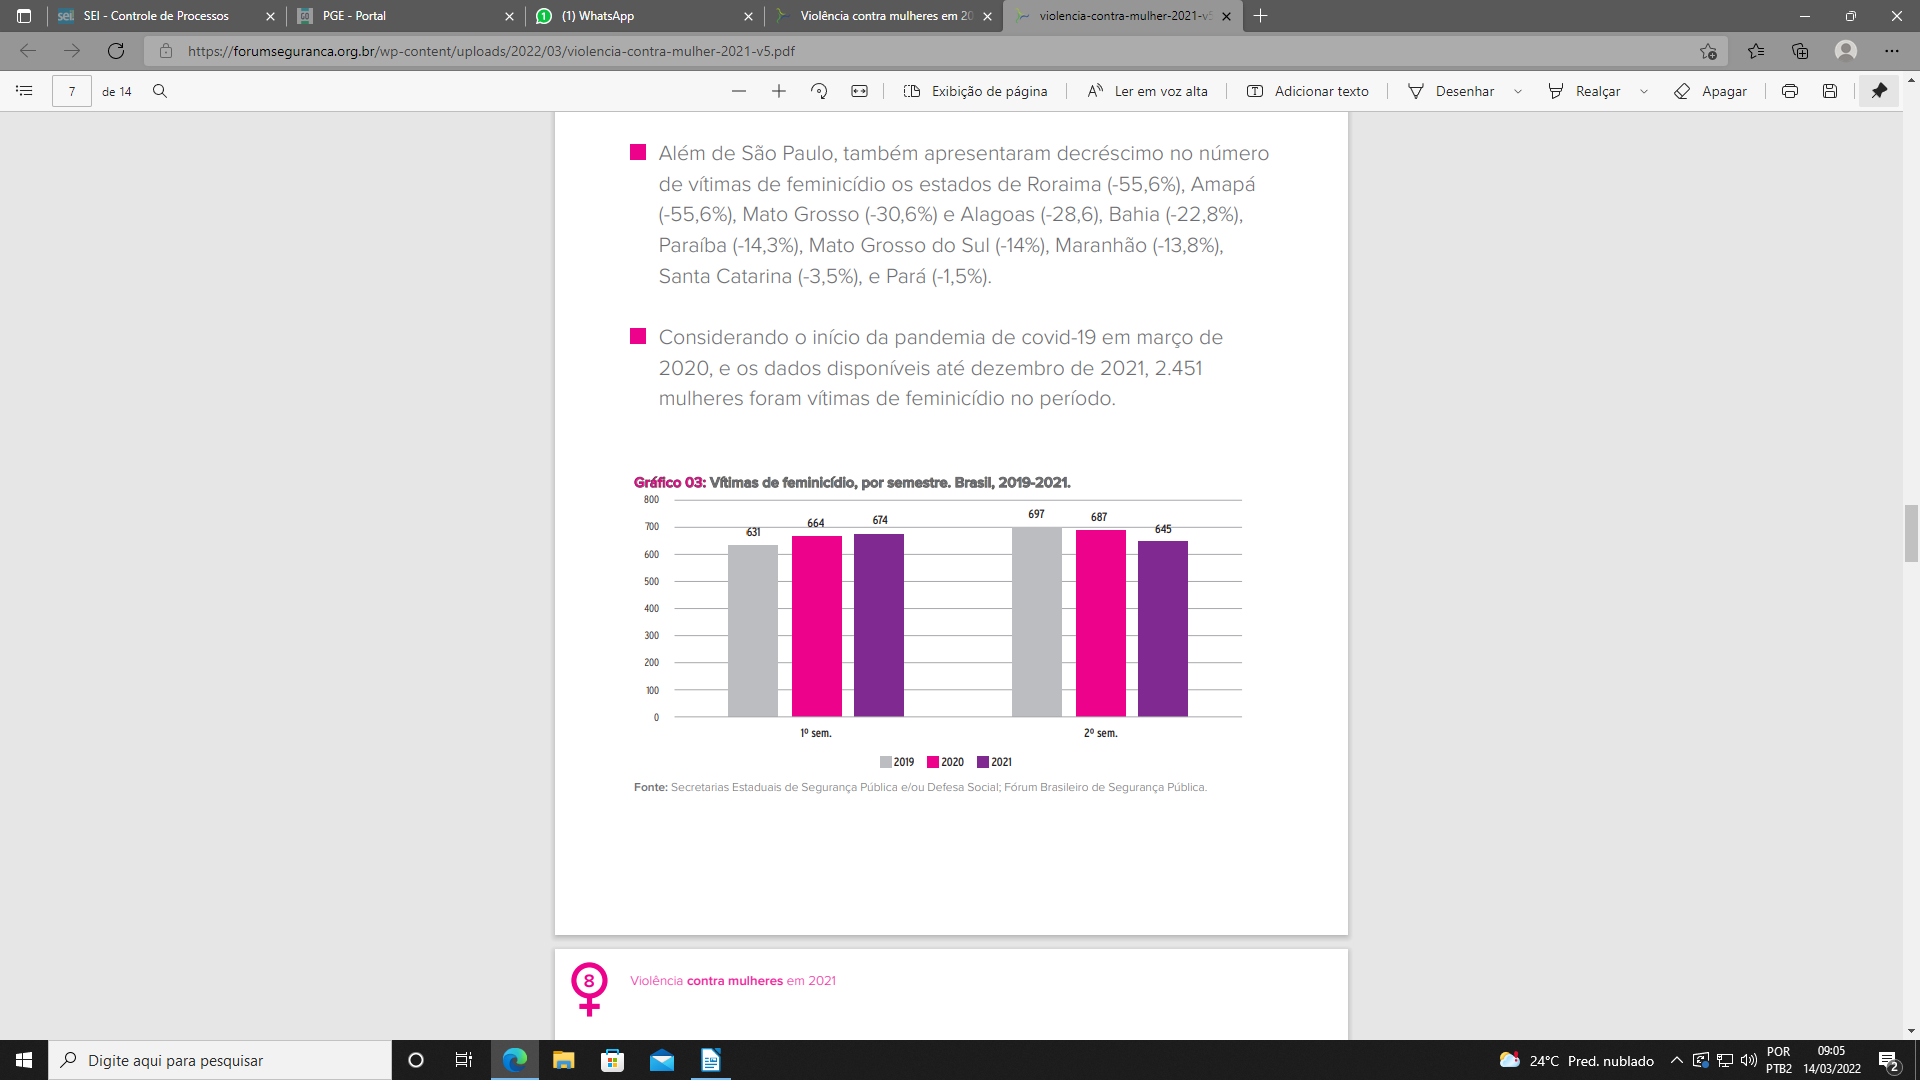 SEI - Controle de Processos
PGE - Portal
(1) WhatsApp
Violência contra mulheres em 20
violencia-contra-mulher-2021-v5
https://forumseguranca.org.br/wp-content/uploads/2022/03/violencia-contra-mulher-2021-v5.pdf
7 de 14
Exibição de página
Ler em voz alta
Adicionar texto
Desenhar
Realçar
Apagar
Além de São Paulo, também apresentaram decréscimo no número
de vítimas de feminicídio os estados de Roraima (-55,6%), Amapá
(-55,6%), Mato Grosso (-30,6%) e Alagoas (-28,6), Bahia (-22,8%),
Paraíba (-14,3%), Mato Grosso do Sul (-14%), Maranhão (-13,8%),
Santa Catarina (-3,5%), e Pará (-1,5%).
Considerando o início da pandemia de covid-19 em março de
2020, e os dados disponíveis até dezembro de 2021, 2.451
mulheres foram vítimas de feminicídio no período.
Gráfico 03: Vítimas de feminicídio, por semestre. Brasil, 2019-2021.
800
700
600
500
400
300
200
100
0
631
664
674
697
687
645
1º sem.
2º sem.
2019 2020 2021
Fonte: Secretarias Estaduais de Segurança Pública e/ou Defesa Social; Fórum Brasileiro de Segurança Pública.
8
Violência contra mulheres em 2021
Digite aqui para pesquisar
24°C Pred. nublado
POR
PTB2
09:05
14/03/2022
2